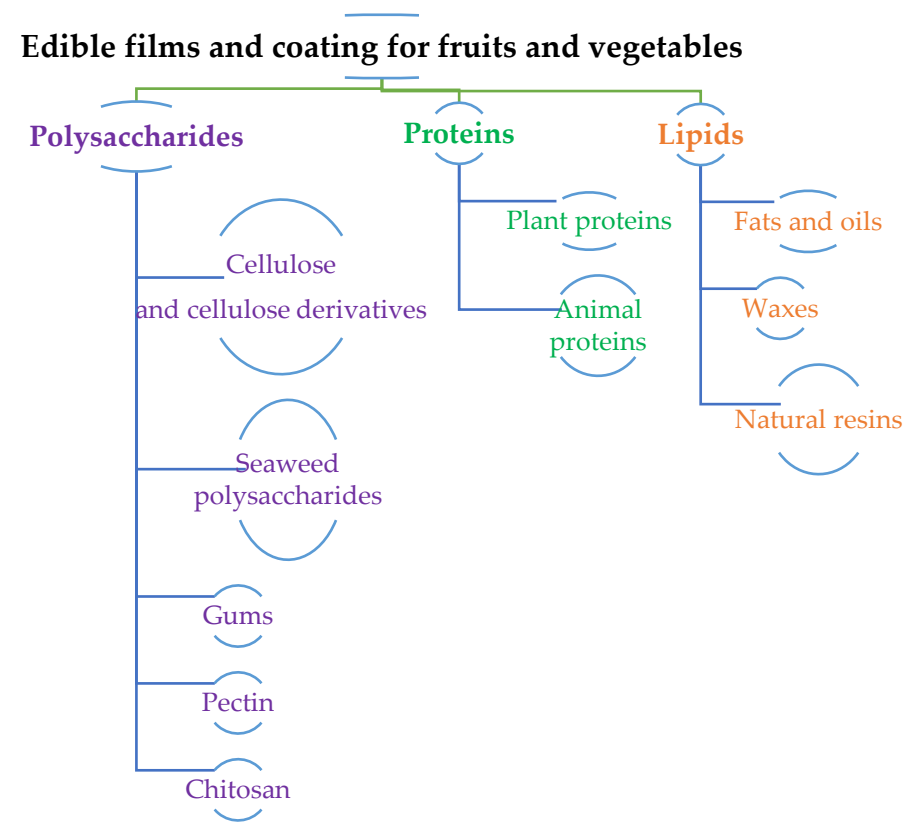 Edible films and coating for fruits and vegetables
Polysaccharides
Cellulose
and cellulose derivatives
Seaweed
polysaccharides
Gums
Pectin
Chitosan
Proteins
Plant proteins
Animal
proteins
Lipids
Fats and oils
Waxes
Natural resins